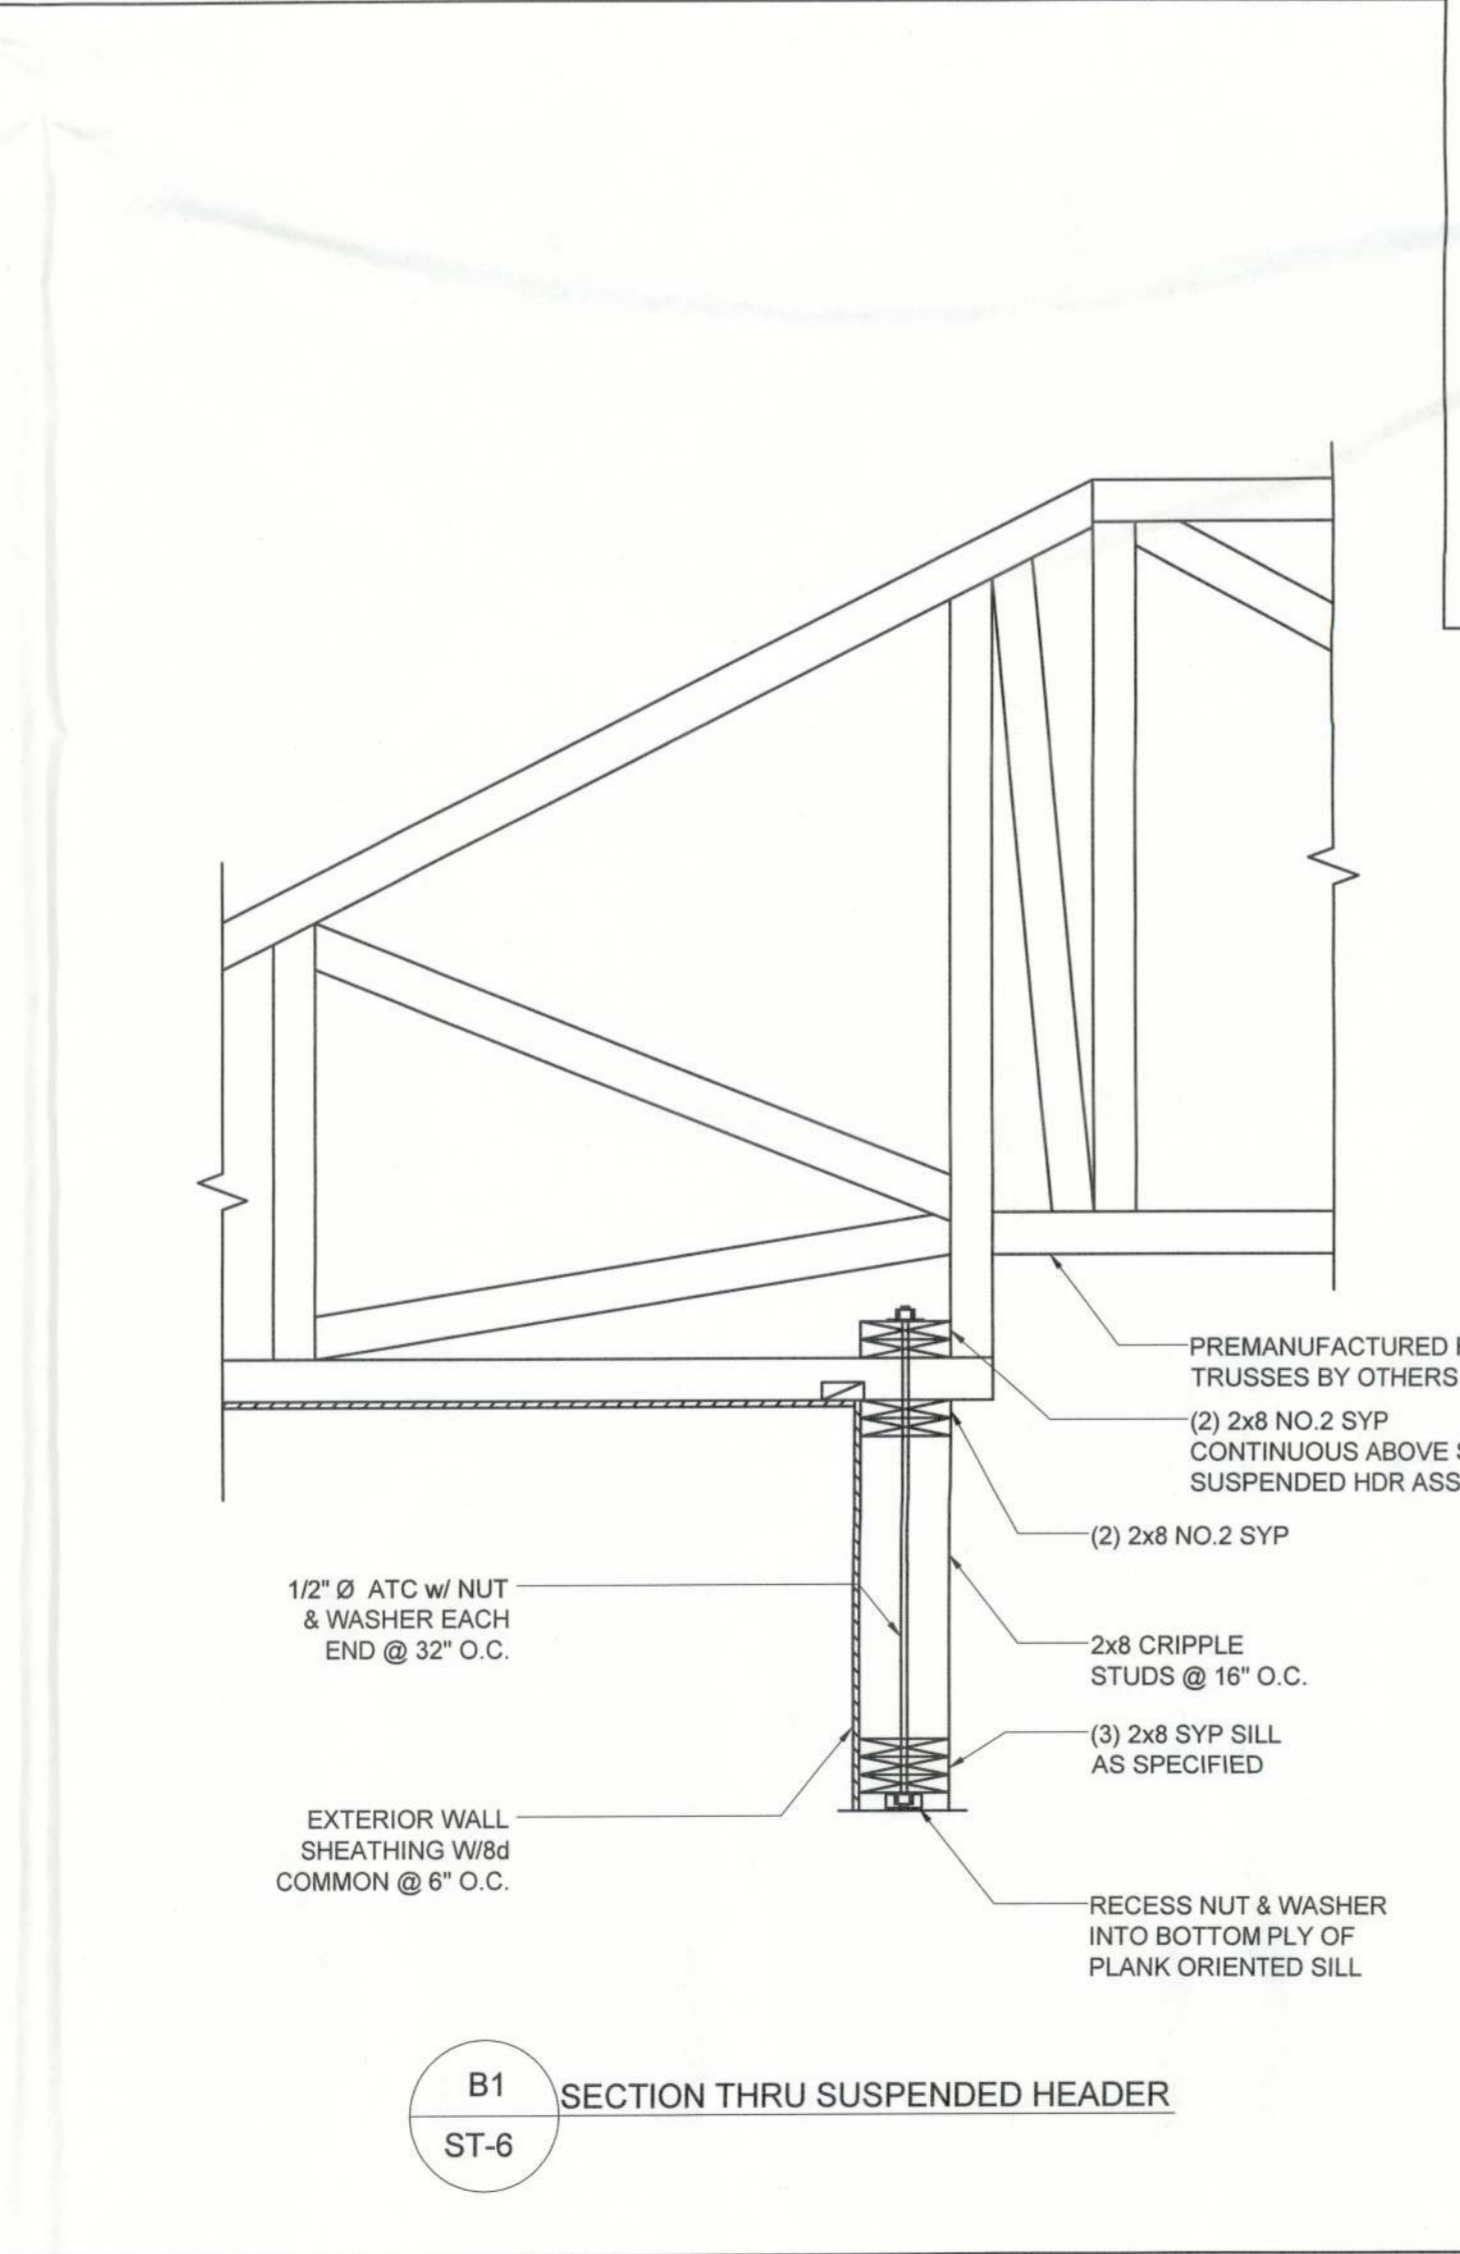 PREMANUFACTURED
TRUSSES BY OTHERS
(2) 2x8 NO.2 SYP
CONTINUOUS ABOVE
SUSPENDED HDR ASS
(2) 2x8 NO.2 SYP
1/2" Ø ATC w/ NUT
& WASHER EACH
END @ 32" O.C.
2x8 CRIPPLE
STUDS @ 16" O.C.
(3) 2x8 SYP SILL
AS SPECIFIED
EXTERIOR WALL
SHEATHING W/8d
COMMON @ 6" O.C.
RECESS NUT & WASHER
INTO BOTTOM PLY OF
PLANK ORIENTED SILL
B1
SECTION THRU SUSPENDED HEADER
ST-6